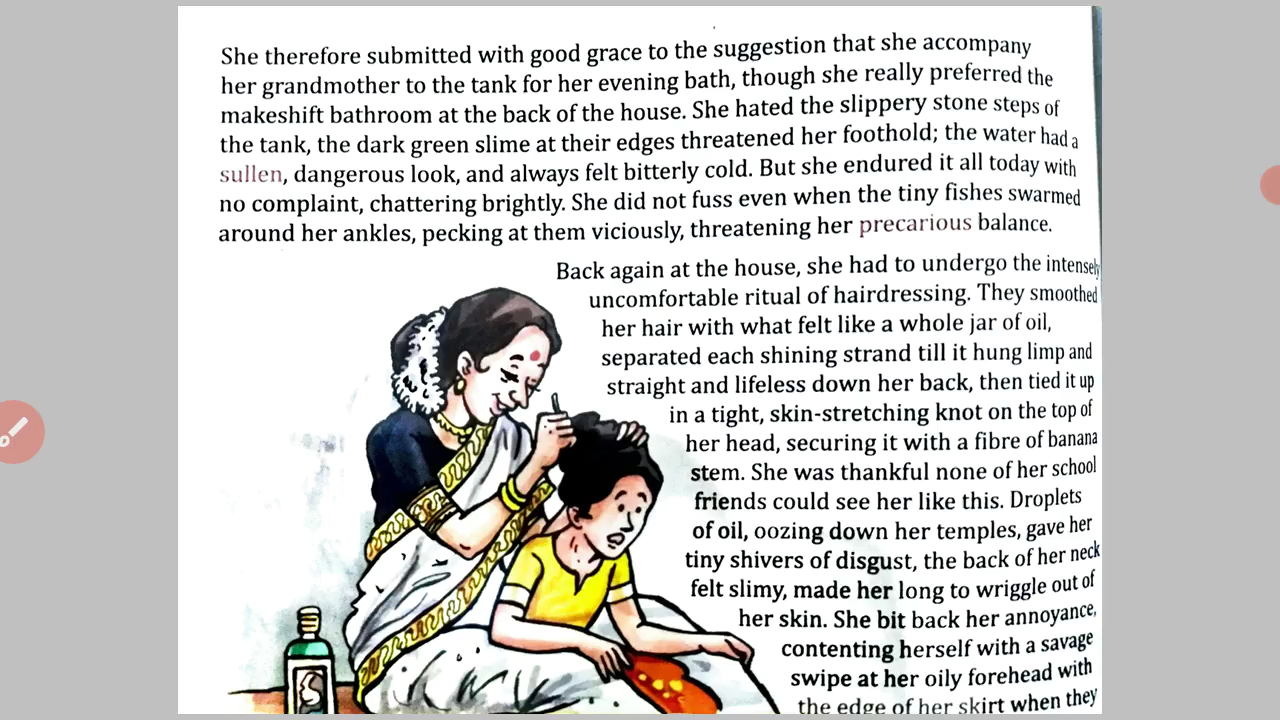 She therefore submitted with good grace to the suggestion that she accompany
her grandmother to the tank for her evening bath, though she really preferred the
makeshift bathroom at the back of the house. She hated the slippery stone steps of
the tank, the dark green slime at their edges threatened her foothold; the water had a
sullen, dangerous look, and always felt bitterly cold. But she endured it all today with
no complaint, chattering brightly. She did not fuss even when the tiny fishes swarmed
around her ankles, pecking at them viciously, threatening her precarious balance.
Back again at the house, she had to undergo the intensely
uncomfortable ritual of hairdressing. They smoothed
her hair with what felt like a whole jar of oil,
separated each shining strand till it hung limp and
straight and lifeless down her back, then tied it up
in a tight, skin-stretching knot on the top of
her head, securing it with a fibre of banana
stem. She was thankful none of her school
friends could see her like this. Droplets
of oil, oozing down her temples, gave her
tiny shivers of disgust, the back of her neck
felt slimy, made her long to wriggle out of
her skin. She bit back her annoyance,
contenting herself with a savage
swipe at her oily forehead with
the edge of her skirt when they